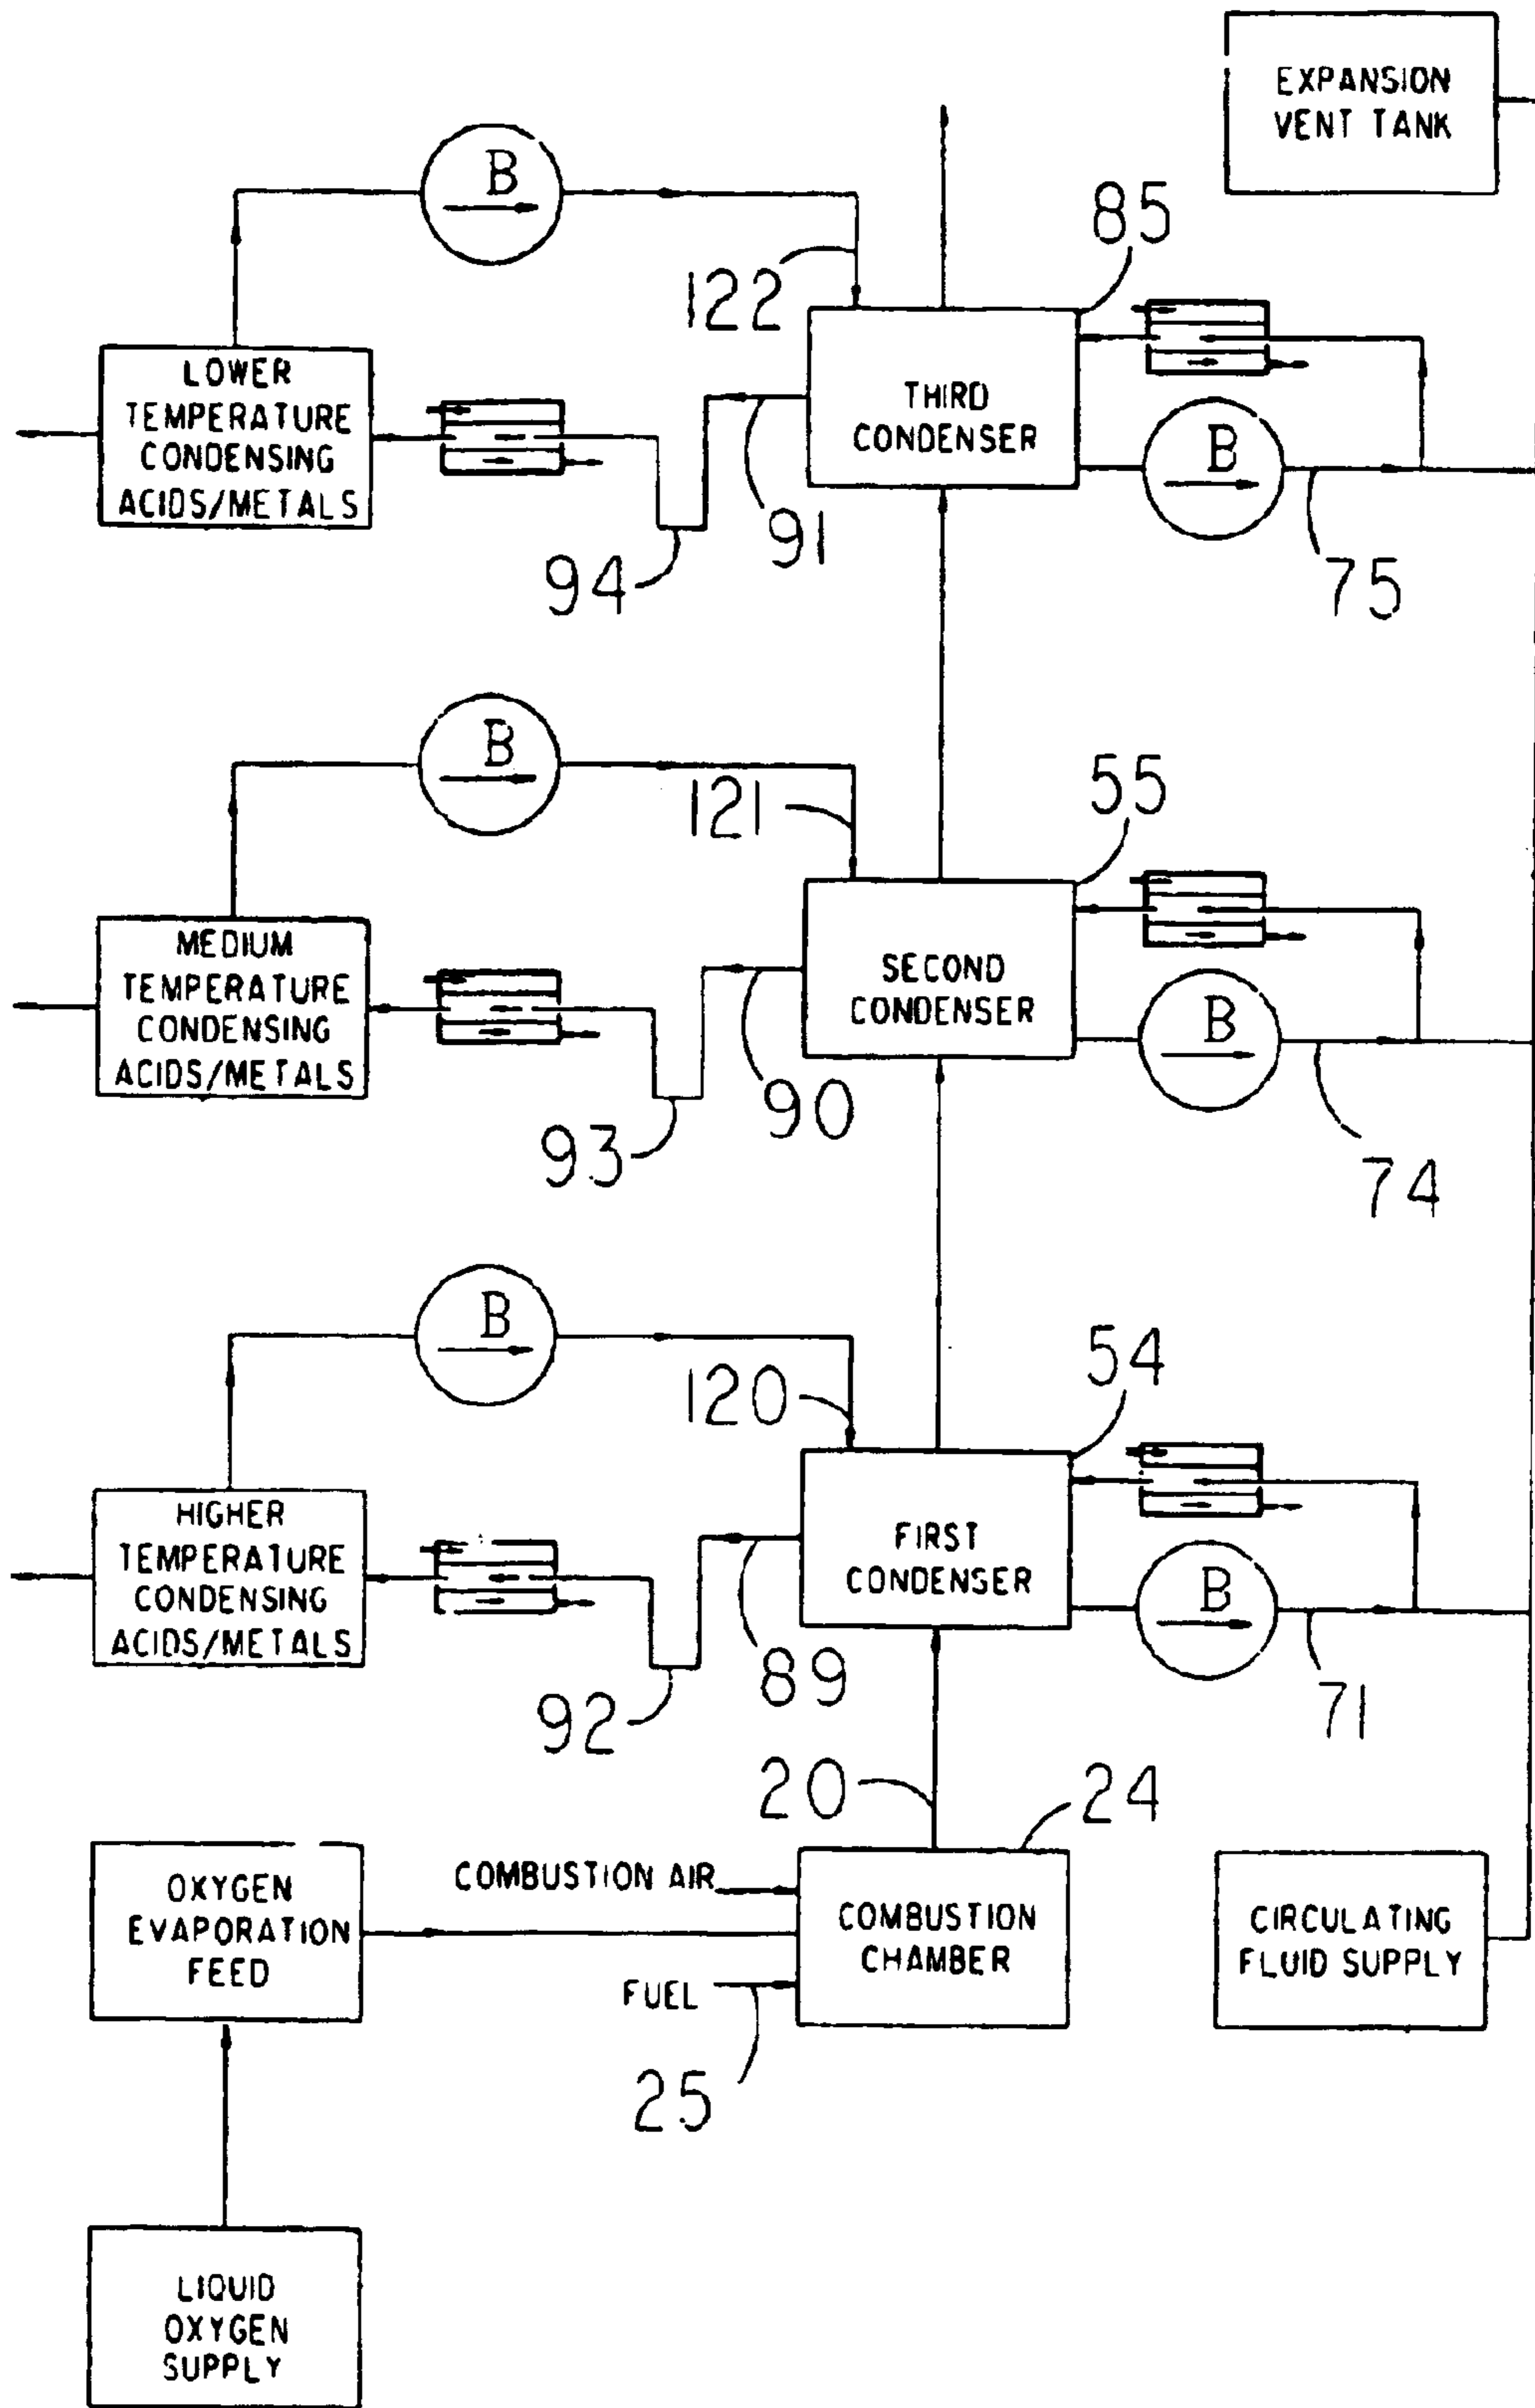 EXPANSION
VENT TANK
B
85
122
LOWER
TEMPERATURE
CONDENSING
ACIDS/METALS
THIRD
CONDENSER
B
91
94
75
B
121
55
MEDIUM
TEMPERATURE
CONDENSING
ACIDS/METALS
SECOND
CONDENSER
B
90
93
74
B
120
54
HIGHER
TEMPERATURE
CONDENSING
ACIDS/METALS
FIRST
CONDENSER
B
89
92
71
20
24
OXYGEN
EVAPORATION
FEED
COMBUSTION AIR
COMBUSTION
CHAMBER
FUEL
25
CIRCULATING
FLUID SUPPLY
LIQUID
OXYGEN
SUPPLY